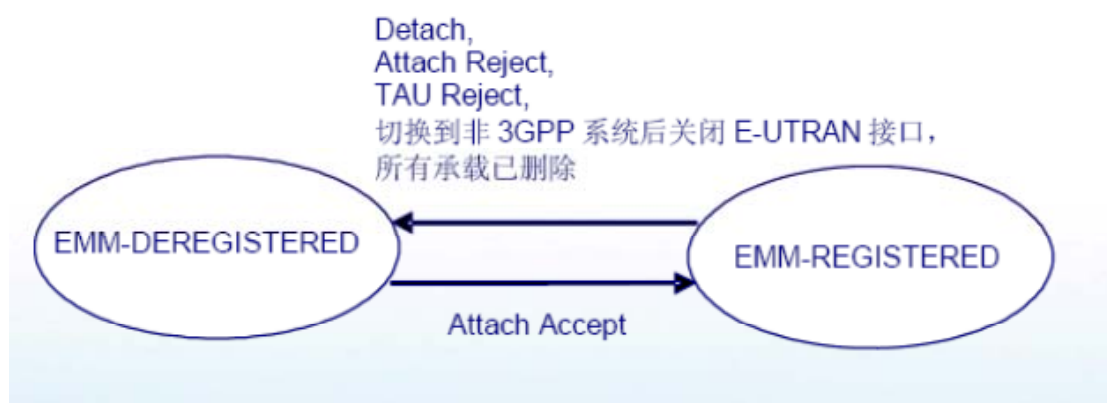 Detach,
Attach Reject,
TAU Reject,
切换到非 3GPP 系统后关闭 E-UTRAN 接口，
所有承载已删除
EMM-DEREGISTERED
EMM-REGISTERED
Attach Accept